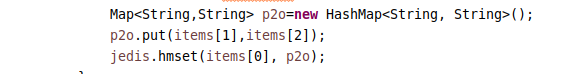 Map<String,String> p2o=new HashMap<String, String>();
p2o.put(items[1],items[2]);
jedis.hmset(items[0], p2o);
}